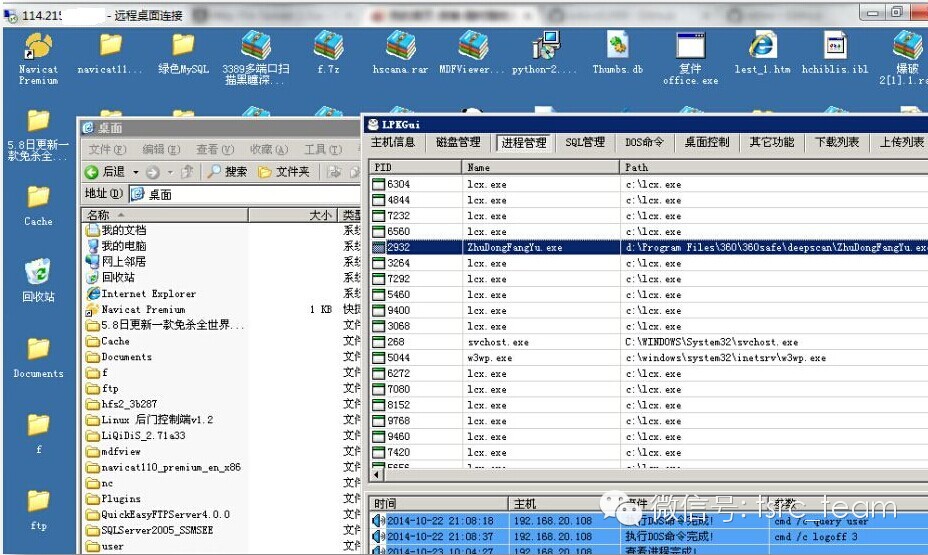 114.215 - 远程桌面连接
Navicat Premium
navicat11...
绿色MySQL
3389多端口扫描黑瞳深...
f.7z
hscana.rar
MDFViewer...
python-2....
Thumbs.db
复件 office.exe
lest_1.htm
hchiblis.ibl
爆破 2[1].1.r
5.8日更新一款免杀全...
Cache
回收站
Documents
f
ftp
桌面
文件(F) 编辑(E) 查看(V) 收藏(A) 工具(T)
后退 搜索 文件夹
地址(D) 桌面
名称 大小 类型
我的文档 系统
我的电脑 系统
网上邻居 系统
回收站 系统
Internet Explorer 系统
Navicat Premium 1 KB 快捷
5.8日更新一款免杀全世界... 文件
Cache 文件
Documents 文件
f 文件
ftp 文件
hfs2_3b287 文件
Linux 后门控制端v1.2 文件
LiQiDiS_2.71a33 文件
mdfview 文件
navicat110_premium_en_x86 文件
nc 文件
Plugins 文件
QuickEasyFTPServer4.0.0 文件
SQLServer2005_SSMSEE 文件
user 文件
LPKGui
主机信息 磁盘管理 进程管理 SQL管理 DOS命令 桌面控制 其它功能 下载列表 上传列表
PID Name Path
6304 lcx.exe c:\lcx.exe
4844 lcx.exe c:\lcx.exe
7232 lcx.exe c:\lcx.exe
6560 lcx.exe c:\lcx.exe
2932 ZhuDongFangYu.exe d:\Program Files\360\360safe\deepscan\ZhuDongFangYu.ex
3264 lcx.exe c:\lcx.exe
7292 lcx.exe c:\lcx.exe
5460 lcx.exe c:\lcx.exe
9400 lcx.exe c:\lcx.exe
3068 lcx.exe c:\lcx.exe
268 svchost.exe C:\WINDOWS\System32\svchost.exe
5044 w3wp.exe c:\windows\system32\inetsrv\w3wp.exe
6272 lcx.exe c:\lcx.exe
7080 lcx.exe c:\lcx.exe
8152 lcx.exe c:\lcx.exe
9768 lcx.exe c:\lcx.exe
9460 lcx.exe c:\lcx.exe
7420 lcx.exe c:\lcx.exe
时间 主机 事件 参数
2014-10-22 21:08:18 192.168.20.108 执行DOS命令完成! cmd /c query user
2014-10-22 21:08:37 192.168.20.108 执行DOS命令完成! cmd /c logoff 3
2014-10-23 10:04:27 192.168.20.108 查看进程完成!
微信号: tsrc_team